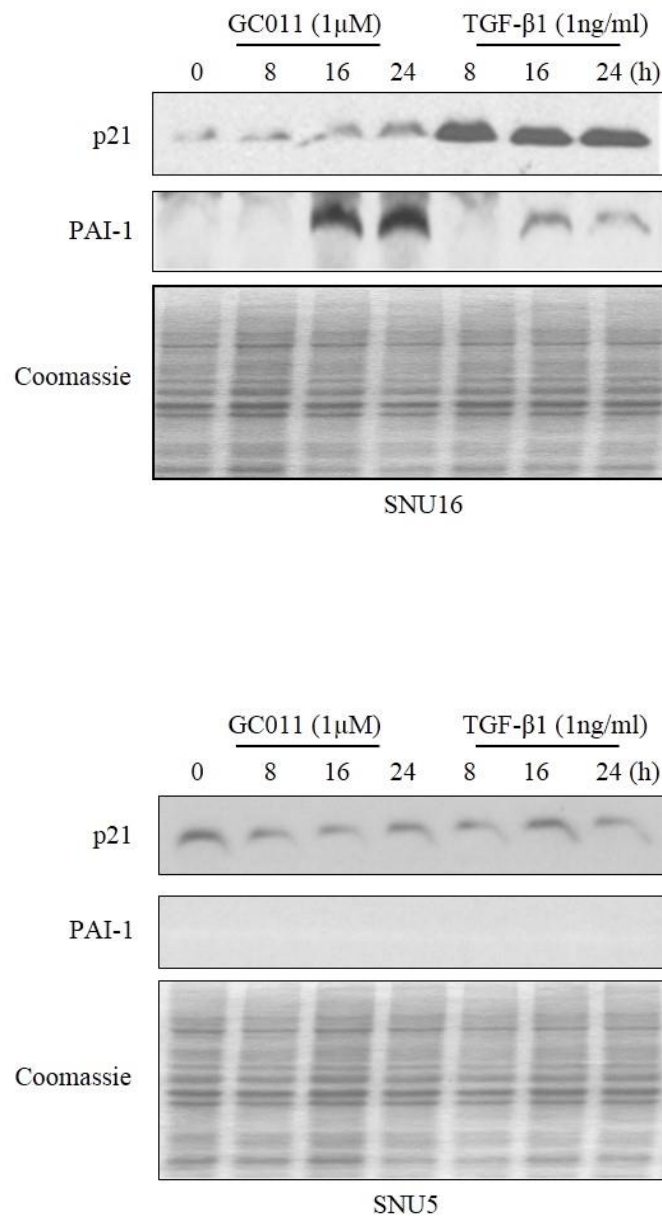 GC011 (1μM) TGF-β1 (1ng/ml)
0 8 16 24 8 16 24 (h)
p21
PAI-1
Coomassie
SNU16
GC011 (1μM) TGF-β1 (1ng/ml)
0 8 16 24 8 16 24 (h)
p21
PAI-1
Coomassie
SNU5